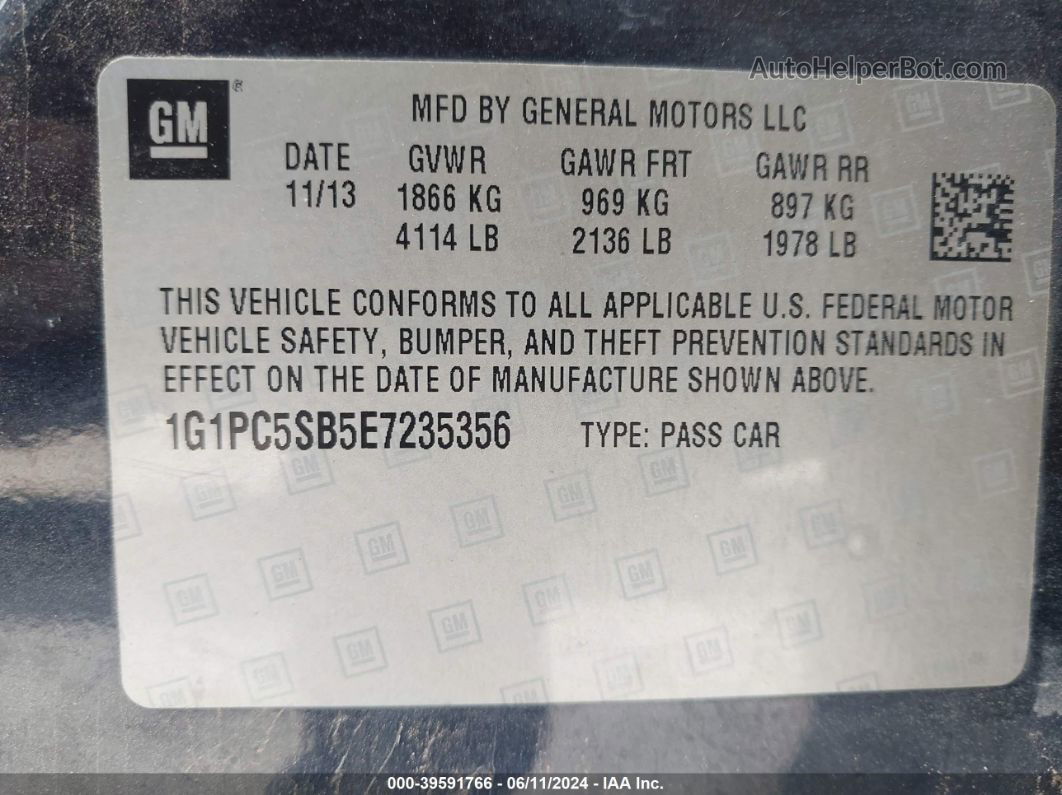 AutoHelperBot.com
GM ®
MFD BY GENERAL MOTORS LLC
DATE GVWR GAWR FRT GAWR RR
11/13 1866 KG 969 KG 897 KG
4114 LB 2136 LB 1978 LB
THIS VEHICLE CONFORMS TO ALL APPLICABLE U.S. FEDERAL MOTOR
VEHICLE SAFETY, BUMPER, AND THEFT PREVENTION STANDARDS IN
EFFECT ON THE DATE OF MANUFACTURE SHOWN ABOVE.
1G1PC5SB5E7235356 TYPE: PASS CAR
000-39591766 - 06/11/2024 - IAA Inc.